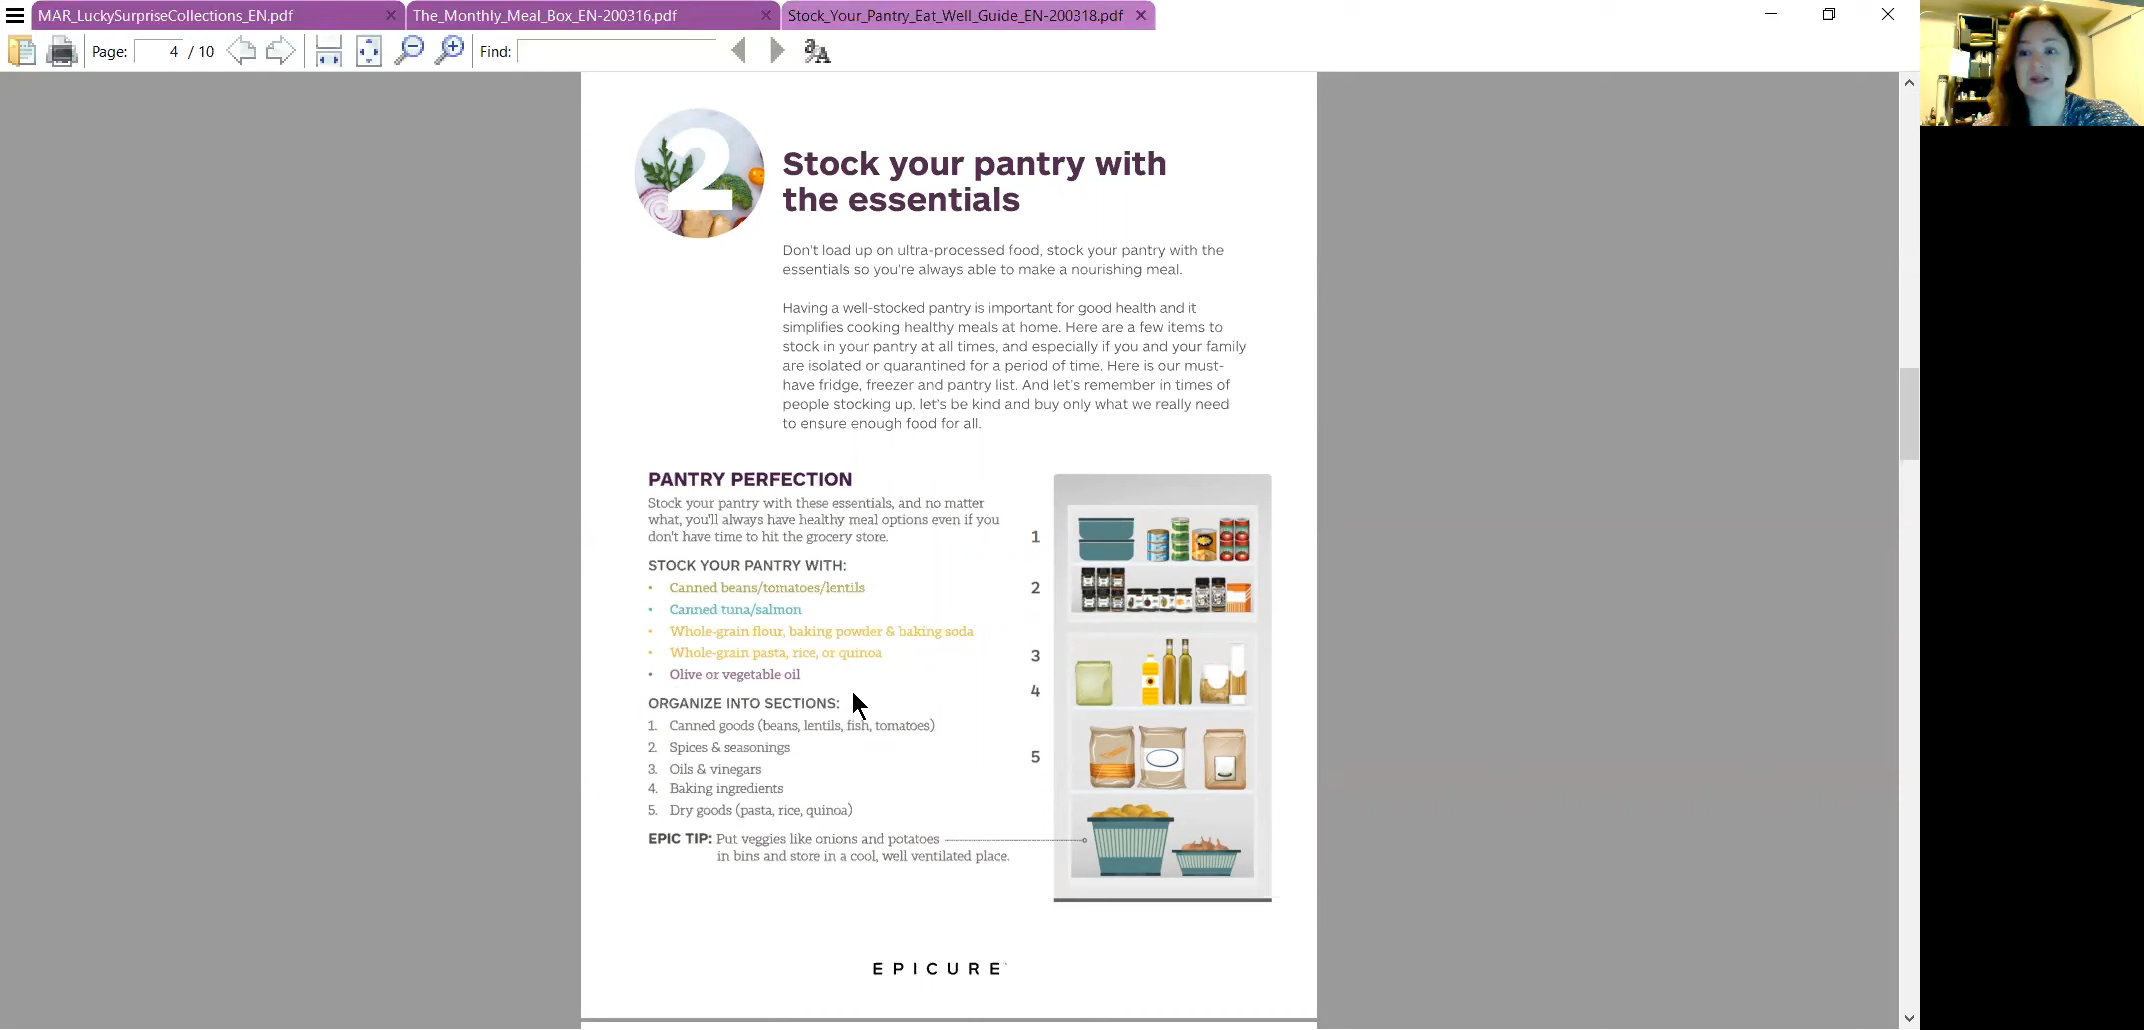 MAR_LuckySurpriseCollections_EN.pdf
The_Monthly_Meal_Box_EN-200316.pdf
Stock_Your_Pantry_Eat_Well_Guide_EN-200318.pdf
Page: 4 / 10
Find:
2
Stock your pantry with
the essentials
Don't load up on ultra-processed food, stock your pantry with the
essentials so you're always able to make a nourishing meal.
Having a well-stocked pantry is important for good health and it
simplifies cooking healthy meals at home. Here are a few items to
stock in your pantry at all times, and especially if you and your family
are isolated or quarantined for a period of time. Here is our must-
have fridge, freezer and pantry list. And let's remember in times of
people stocking up, let's be kind and buy only what we really need
to ensure enough food for all.
PANTRY PERFECTION
Stock your pantry with these essentials, and no matter
what, you'll always have healthy meal options even if you
don't have time to hit the grocery store.
STOCK YOUR PANTRY WITH:
• Canned beans/tomatoes/lentils
• Canned tuna/salmon
• Whole-grain flour, baking powder & baking soda
• Whole-grain pasta, rice, or quinoa
• Olive or vegetable oil
ORGANIZE INTO SECTIONS:
1. Canned goods (beans, lentils, fish, tomatoes)
2. Spices & seasonings
3. Oils & vinegars
4. Baking ingredients
5. Dry goods (pasta, rice, quinoa)
EPIC TIP: Put veggies like onions and potatoes
in bins and store in a cool, well ventilated place.
1
2
3
4
5
EPICURE